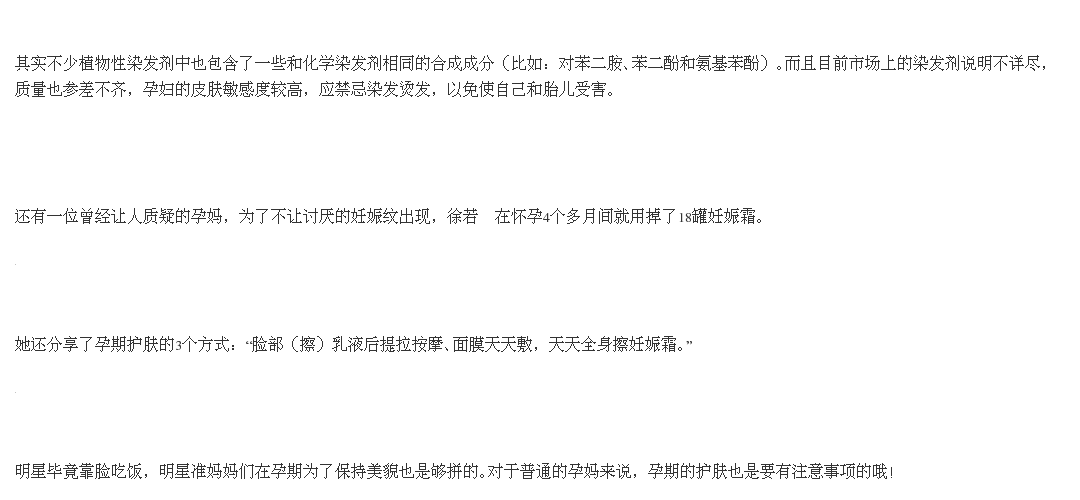 其实不少植物性染发剂中也包含了一些和化学染发剂相同的合成成分（比如：对苯二胺、苯二酚和氨基苯酚）。而且目前市场上的染发剂说明不详尽，
质量也参差不齐，孕妇的皮肤敏感度较高，应禁忌染发烫发，以免使自己和胎儿受害。
还有一位曾经让人质疑的孕妈，为了不让讨厌的妊娠纹出现，徐若　在怀孕4个多月间就用掉了18罐妊娠霜。
她还分享了孕期护肤的3个方式：“脸部（擦）乳液后提拉按摩、面膜天天敷，天天全身擦妊娠霜。”
明星毕竟靠脸吃饭，明星准妈妈们在孕期为了保持美貌也是够拼的。对于普通的孕妈来说，孕期的护肤也是要有注意事项的哦！